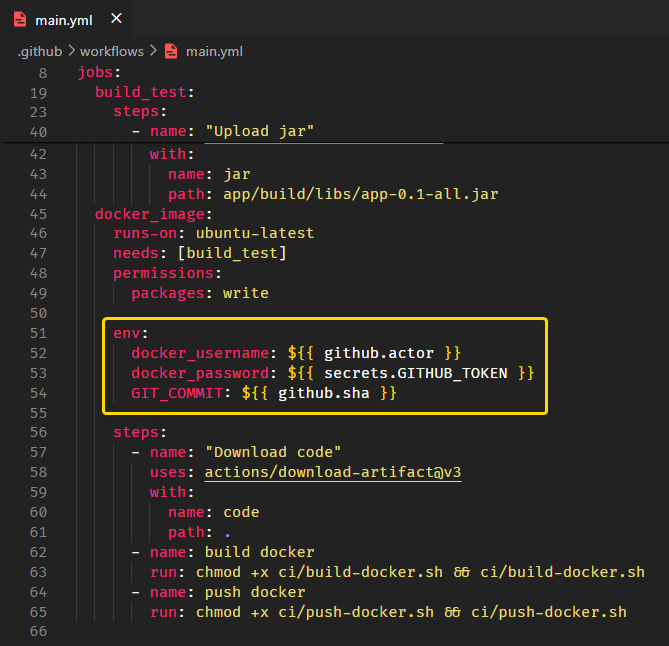 main.yml ×
.github > workflows > main.yml
8 jobs:
19 build_test:
23 steps:
40 - name: "Upload jar"
42 with:
43 name: jar
44 path: app/build/libs/app-0.1-all.jar
45 docker_image:
46 runs-on: ubuntu-latest
47 needs: [build_test]
48 permissions:
49 packages: write
50
51 env:
52 docker_username: ${{ github.actor }}
53 docker_password: ${{ secrets.GITHUB_TOKEN }}
54 GIT_COMMIT: ${{ github.sha }}
55
56 steps:
57 - name: "Download code"
58 uses: actions/download-artifact@v3
59 with:
60 name: code
61 path: .
62 - name: build docker
63 run: chmod +x ci/build-docker.sh && ci/build-docker.sh
64 - name: push docker
65 run: chmod +x ci/push-docker.sh && ci/push-docker.sh
66